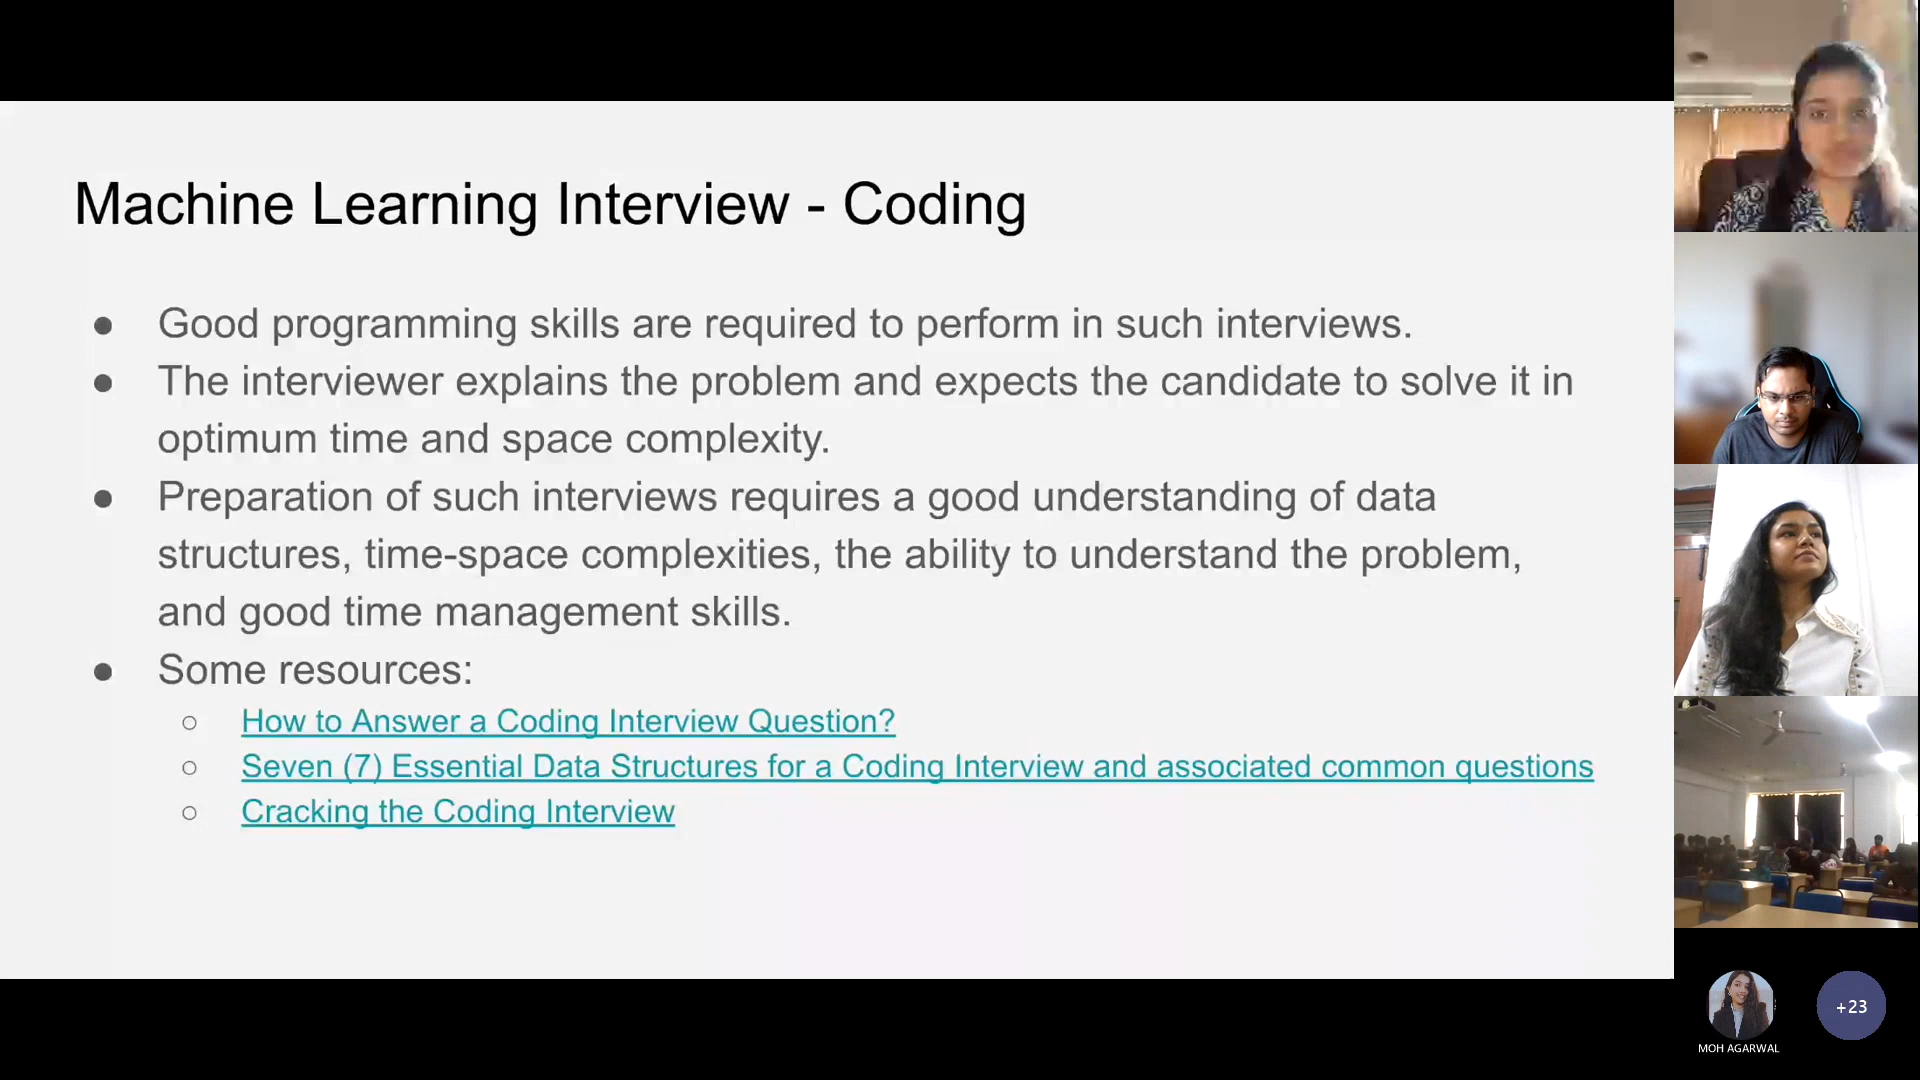 Machine Learning Interview - Coding
● Good programming skills are required to perform in such interviews.
● The interviewer explains the problem and expects the candidate to solve it in
optimum time and space complexity.
● Preparation of such interviews requires a good understanding of data
structures, time-space complexities, the ability to understand the problem,
and good time management skills.
● Some resources:
○ How to Answer a Coding Interview Question?
○ Seven (7) Essential Data Structures for a Coding Interview and associated common questions
○ Cracking the Coding Interview
+23
MOH AGARWAL